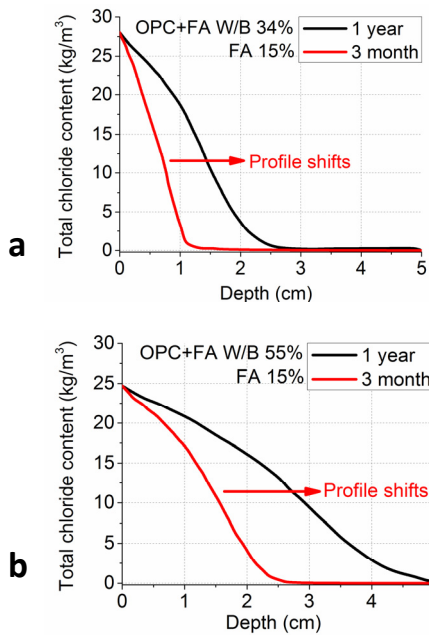 OPC+FA W/B 34%
FA 15%
1 year
3 month
Profile shifts
Total chloride content (kg/m³)
30
25
20
15
10
5
0
0 1 2 3 4 5
Depth (cm)
a
OPC+FA W/B 55%
FA 15%
1 year
3 month
Profile shifts
Total chloride content (kg/m³)
35
30
25
20
15
10
5
0
0 1 2 3 4
Depth (cm)
b